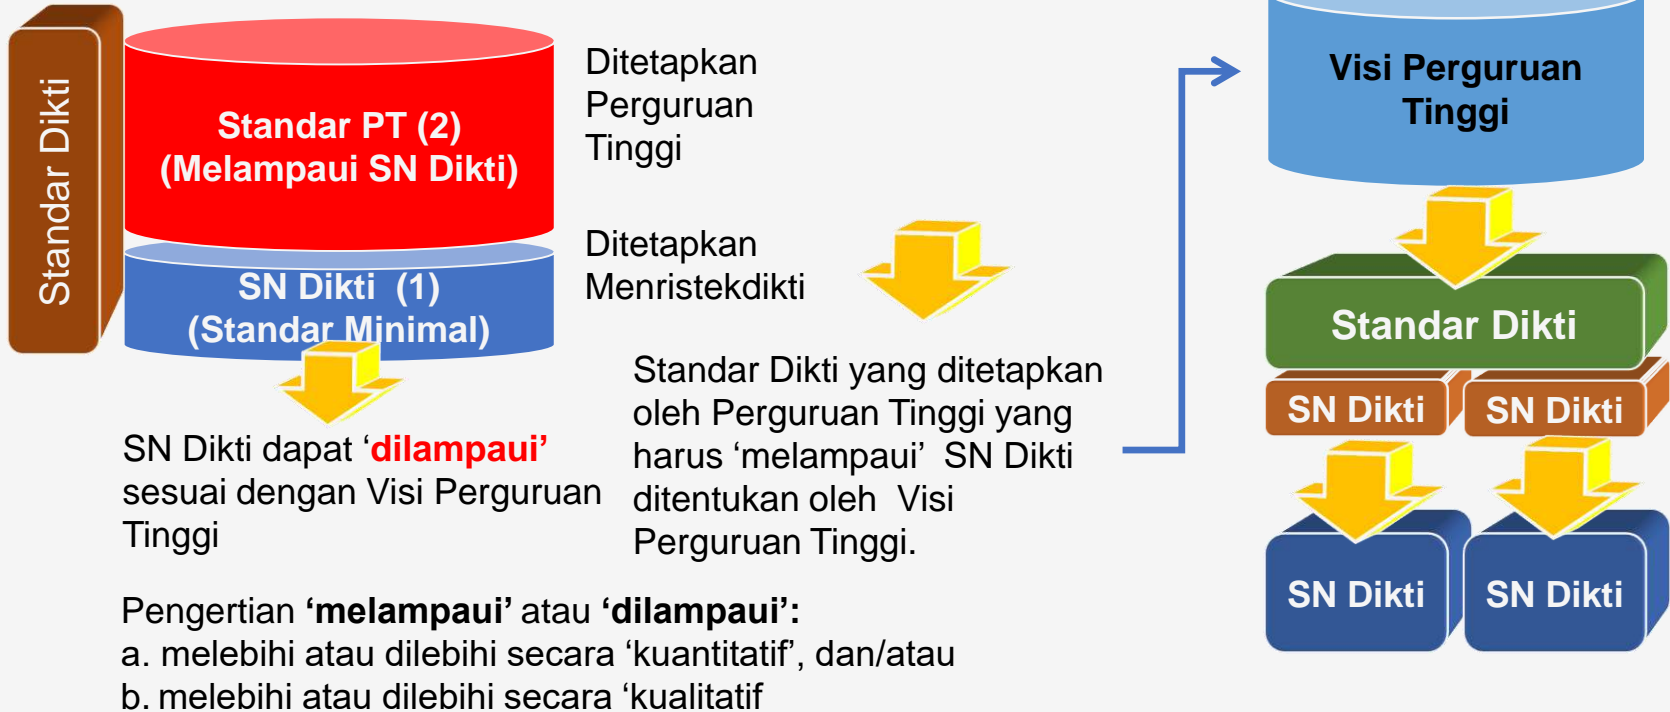 Standar Dikti
Standar PT (2)
(Melampaui SN Dikti)
SN Dikti  (1)
(Standar Minimal)
Ditetapkan
Perguruan
Tinggi
Ditetapkan
Menristekdikti
SN Dikti dapat ‘dilampaui’
sesuai dengan Visi Perguruan
Tinggi
Standar Dikti yang ditetapkan
oleh Perguruan Tinggi yang
harus ‘melampaui’  SN Dikti
ditentukan oleh  Visi
Perguruan Tinggi.
Pengertian ‘melampaui’ atau ‘dilampaui’:
a. melebihi atau dilebihi secara ‘kuantitatif’, dan/atau
b. melebihi atau dilebihi secara ‘kualitatif
Visi Perguruan
Tinggi
Standar Dikti
SN Dikti
SN Dikti
SN Dikti
SN Dikti